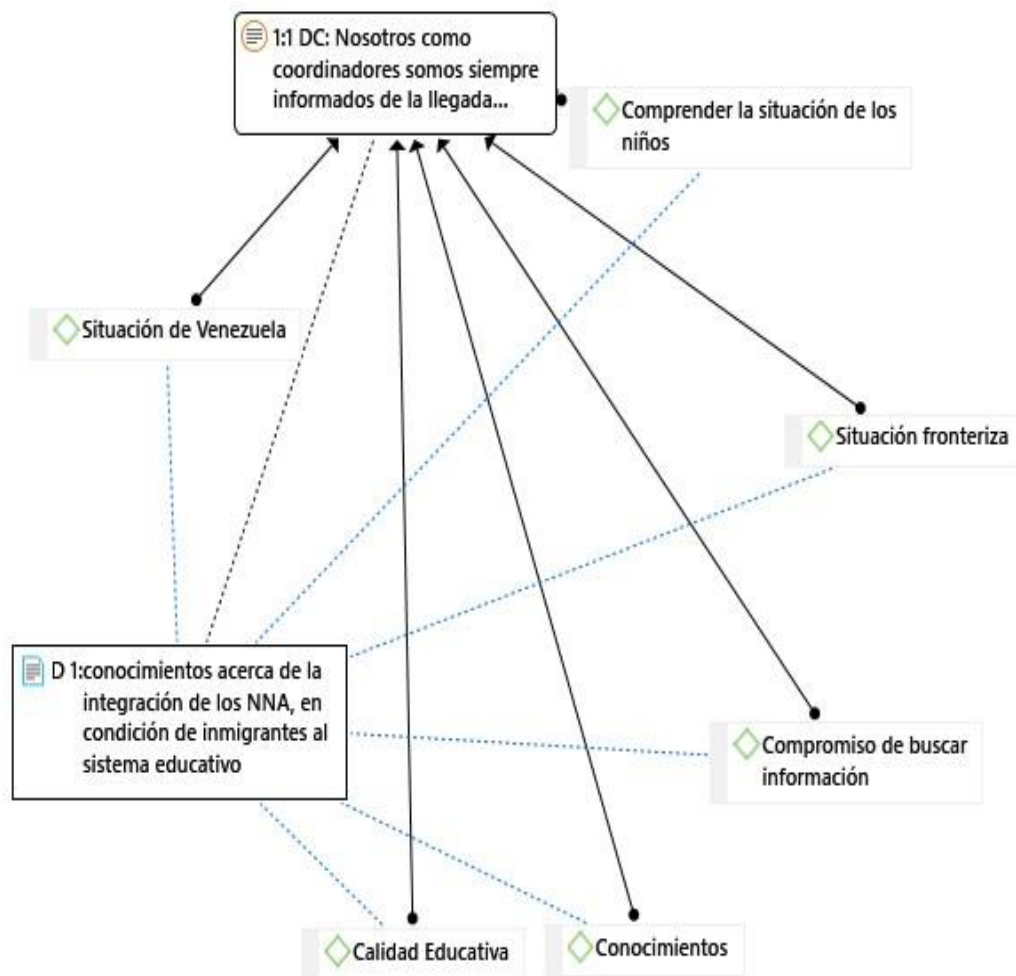 1:1 DC: Nosotros como
coordinadores somos siempre
informados de la llegada...
Comprender la situación de los
niños
Situación de Venezuela
Situación fronteriza
D 1:conocimientos acerca de la
integración de los NNA, en
condición de inmigrantes al
sistema educativo
Compromiso de buscar
información
Calidad Educativa
Conocimientos